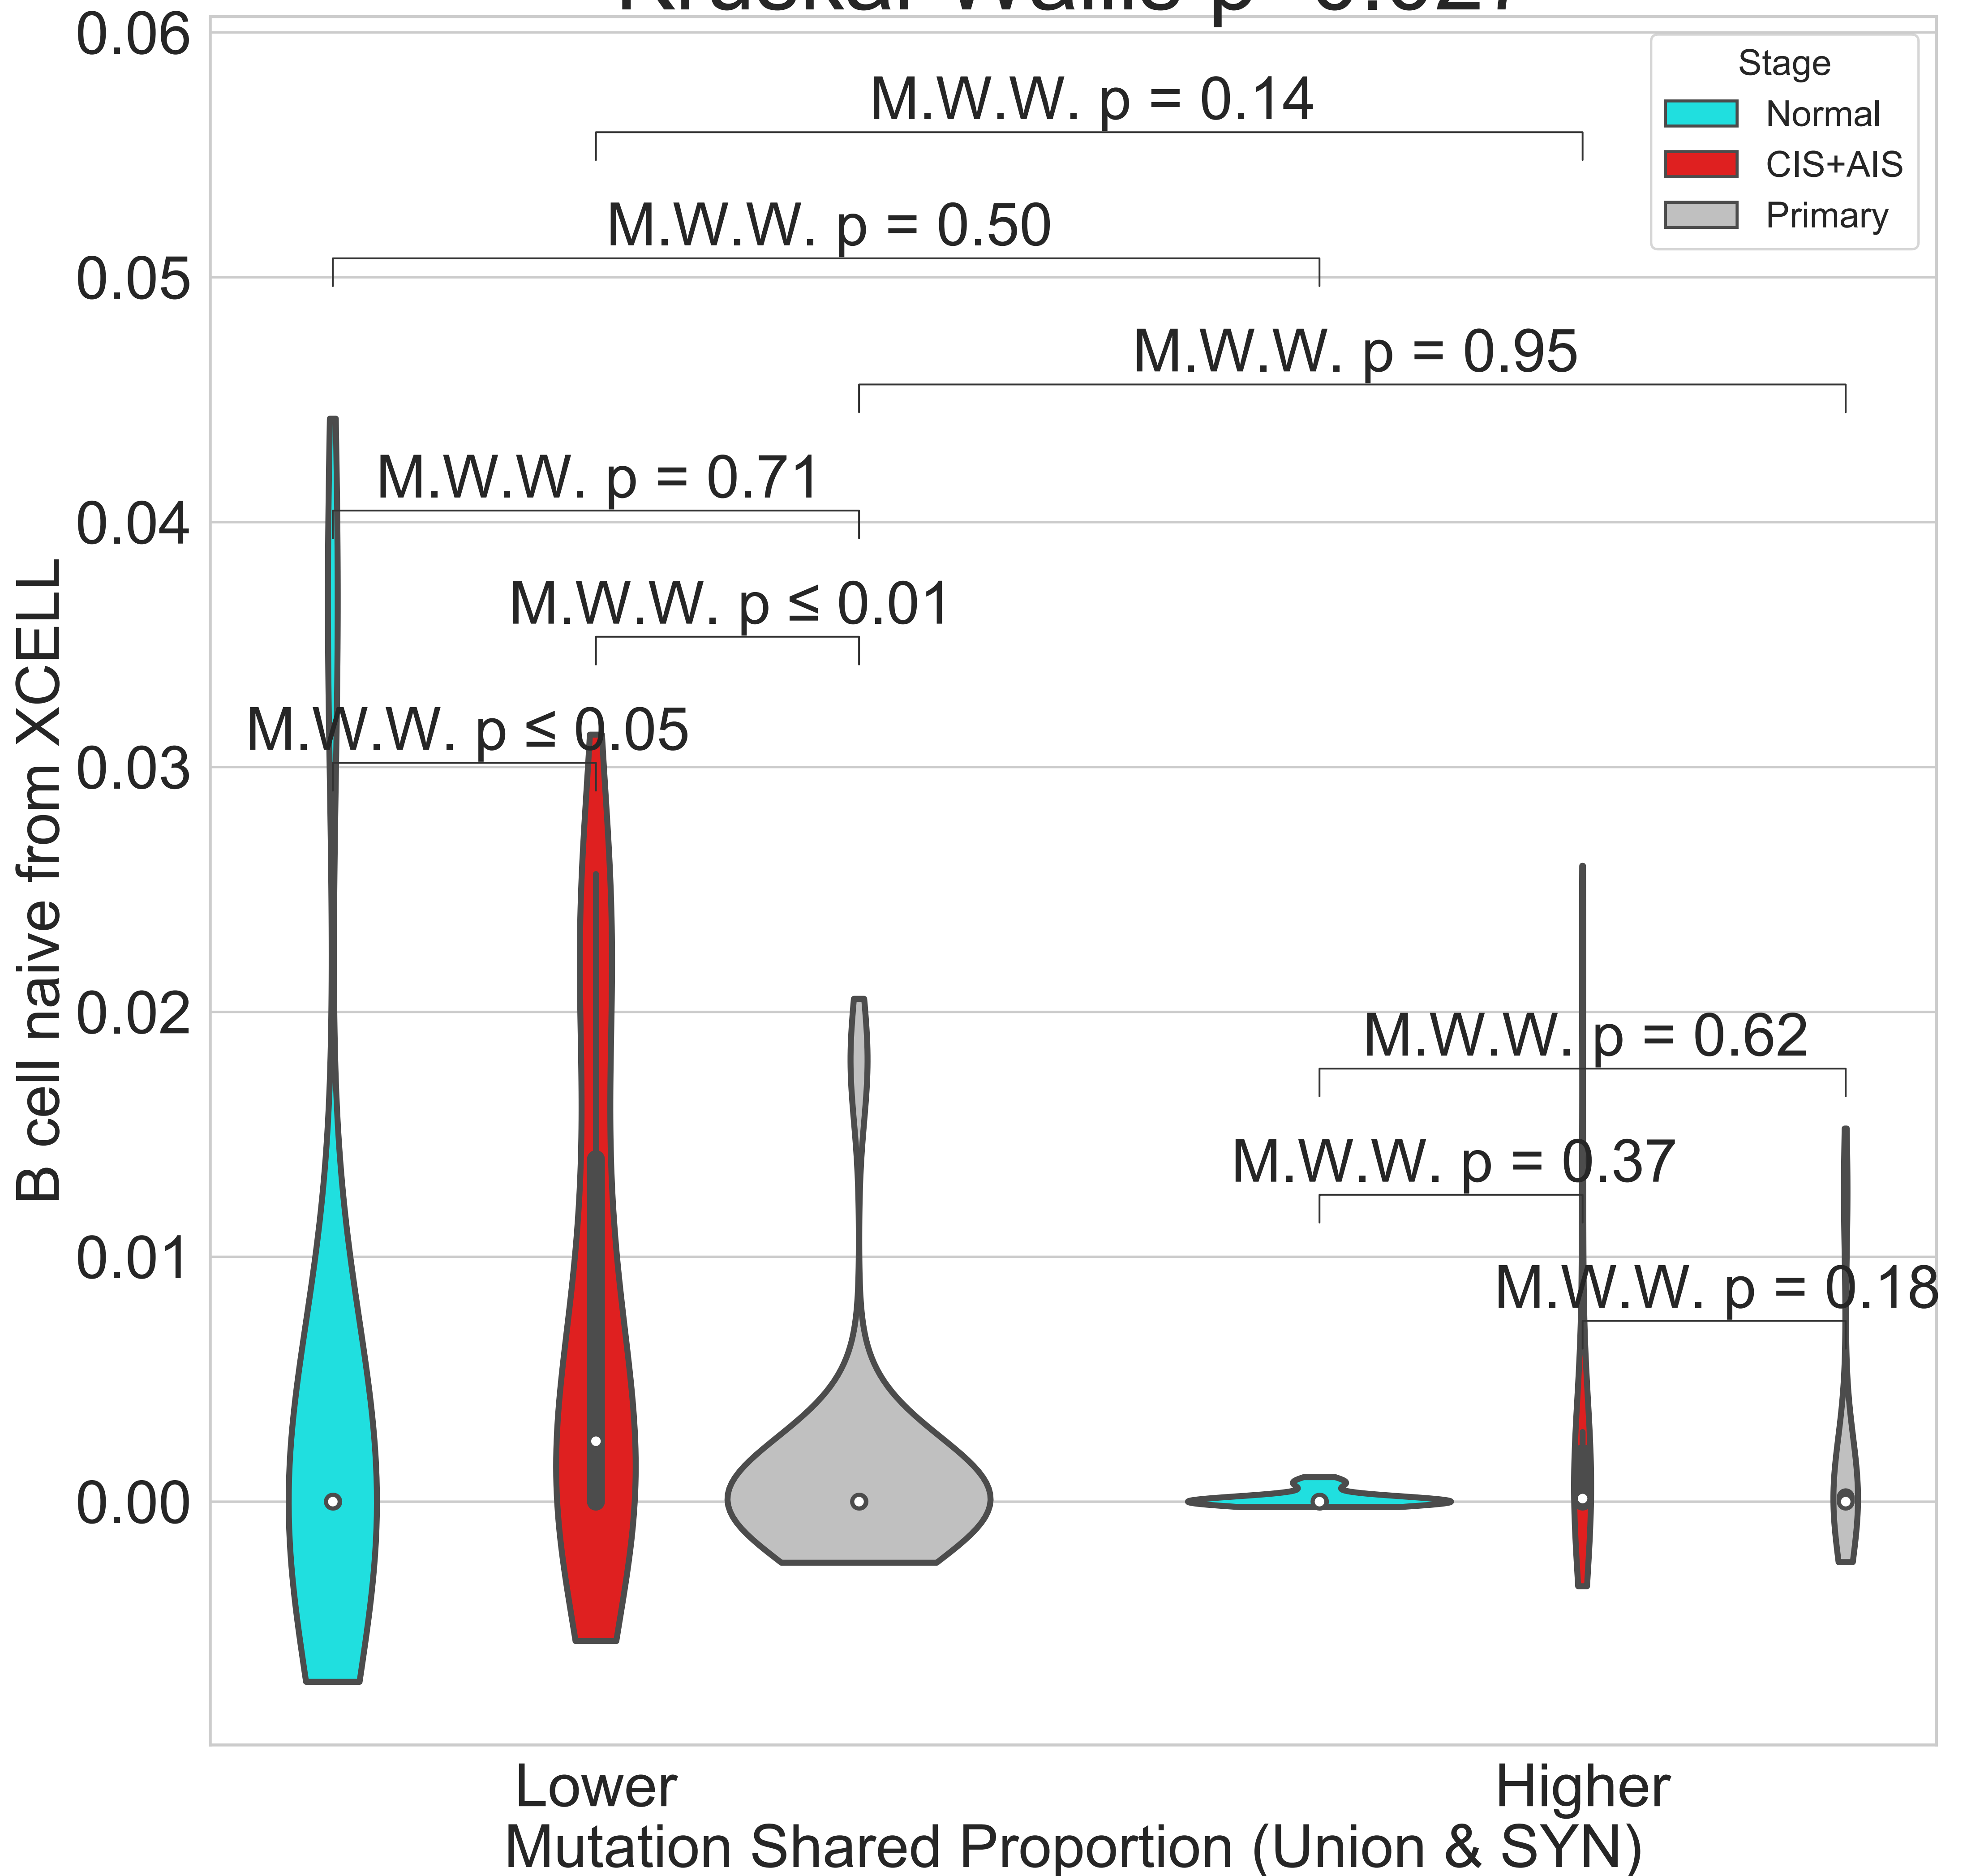 Kruskal-Wallis p
0.06
Stage
Normal
CIS+AIS
Primary
M.W.W. p = 0.14
M.W.W. p = 0.50
0.05
M.W.W. p = 0.95
M.W.W. p = 0.71
0.04
M.W.W. p ≤ 0.01
M.W.W. p ≤ 0.05
0.03
B cell naive from XCELL
0.02
M.W.W. p = 0.62
M.W.W. p = 0.37
0.01
M.W.W. p = 0.18
0.00
Lower
Higher
Mutation Shared Proportion (Union & SYN)